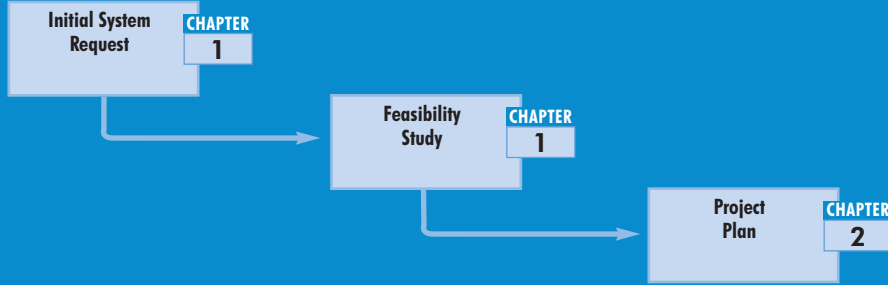 Initial System
Request
CHAPTER
1
Feasibility
Study
CHAPTER
1
Project
Plan
CHAPTER
2